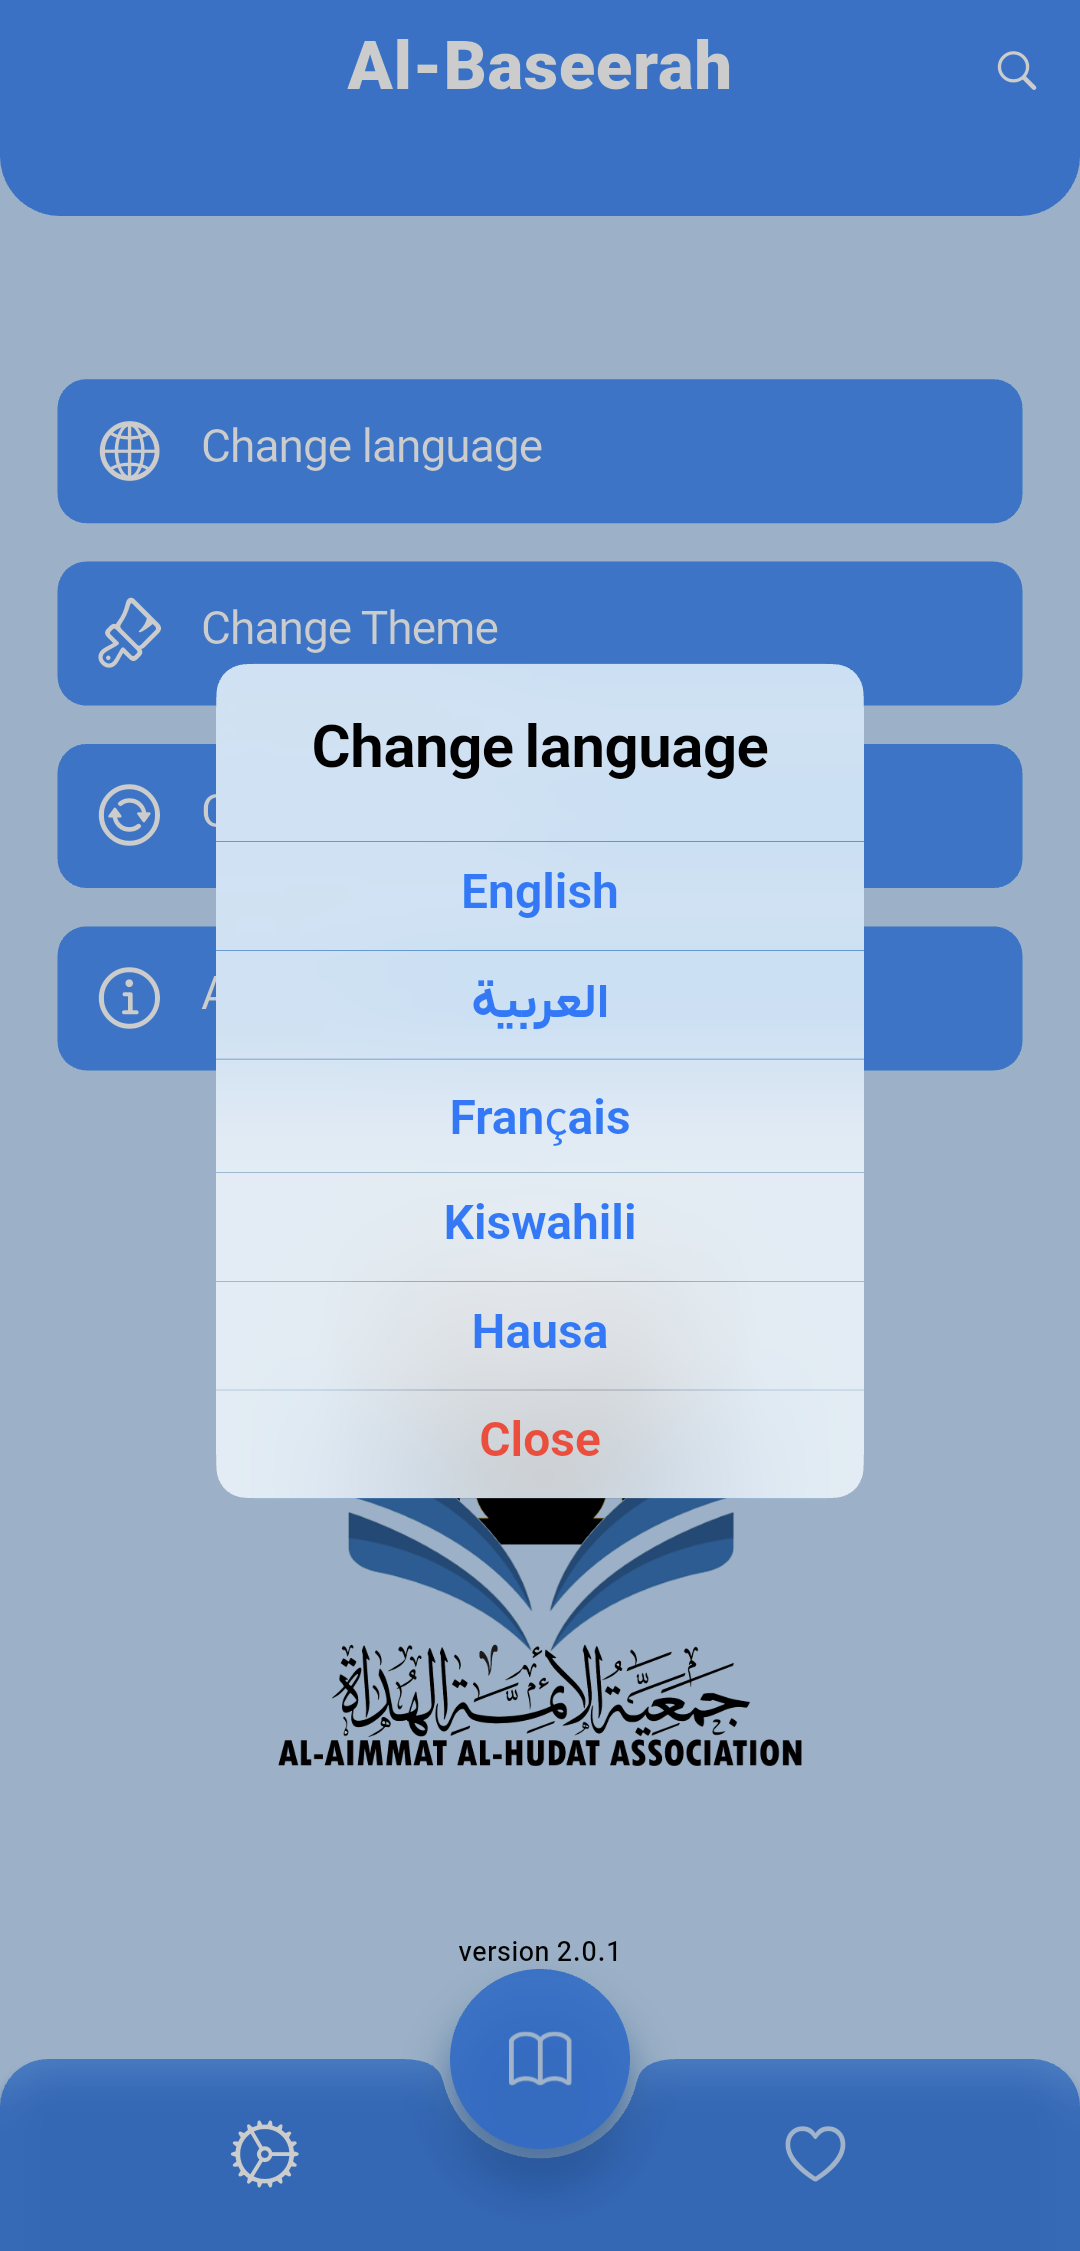 Al-Baseerah
Change language
Change Theme
Change language
English
العربية
Français
Kiswahili
Hausa
Close
جمعية الأئمة الهداة
AL-AIMMAT AL-HUDAT ASSOCIATION
version 2.0.1